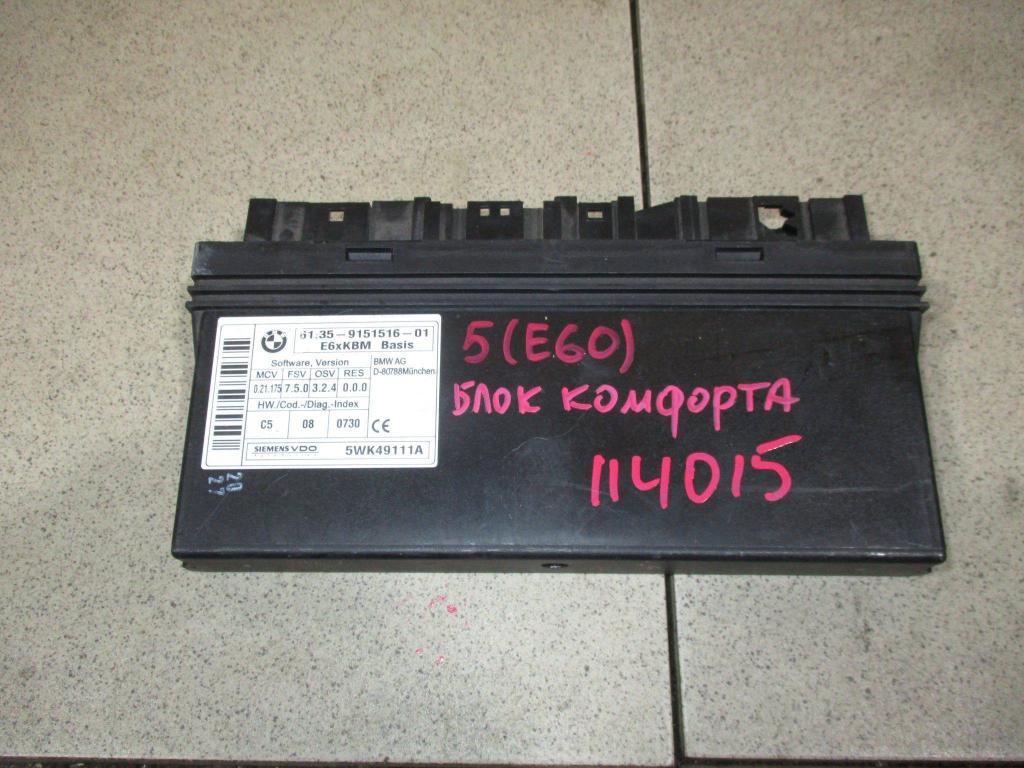 61.35-9151516-01
E6xKBM Basis
Software, Version
MCV FSV OSV RES
0.21.175 7.5.0 3.2.4 0.0.0
BMW AG
D-80788München
HW./Cod.-/Diag.-Index
C5 08 0730 CE
SIEMENS VDO
5WK49111A
20
27
5(E60)
БЛОК КОМФОРТА
114015